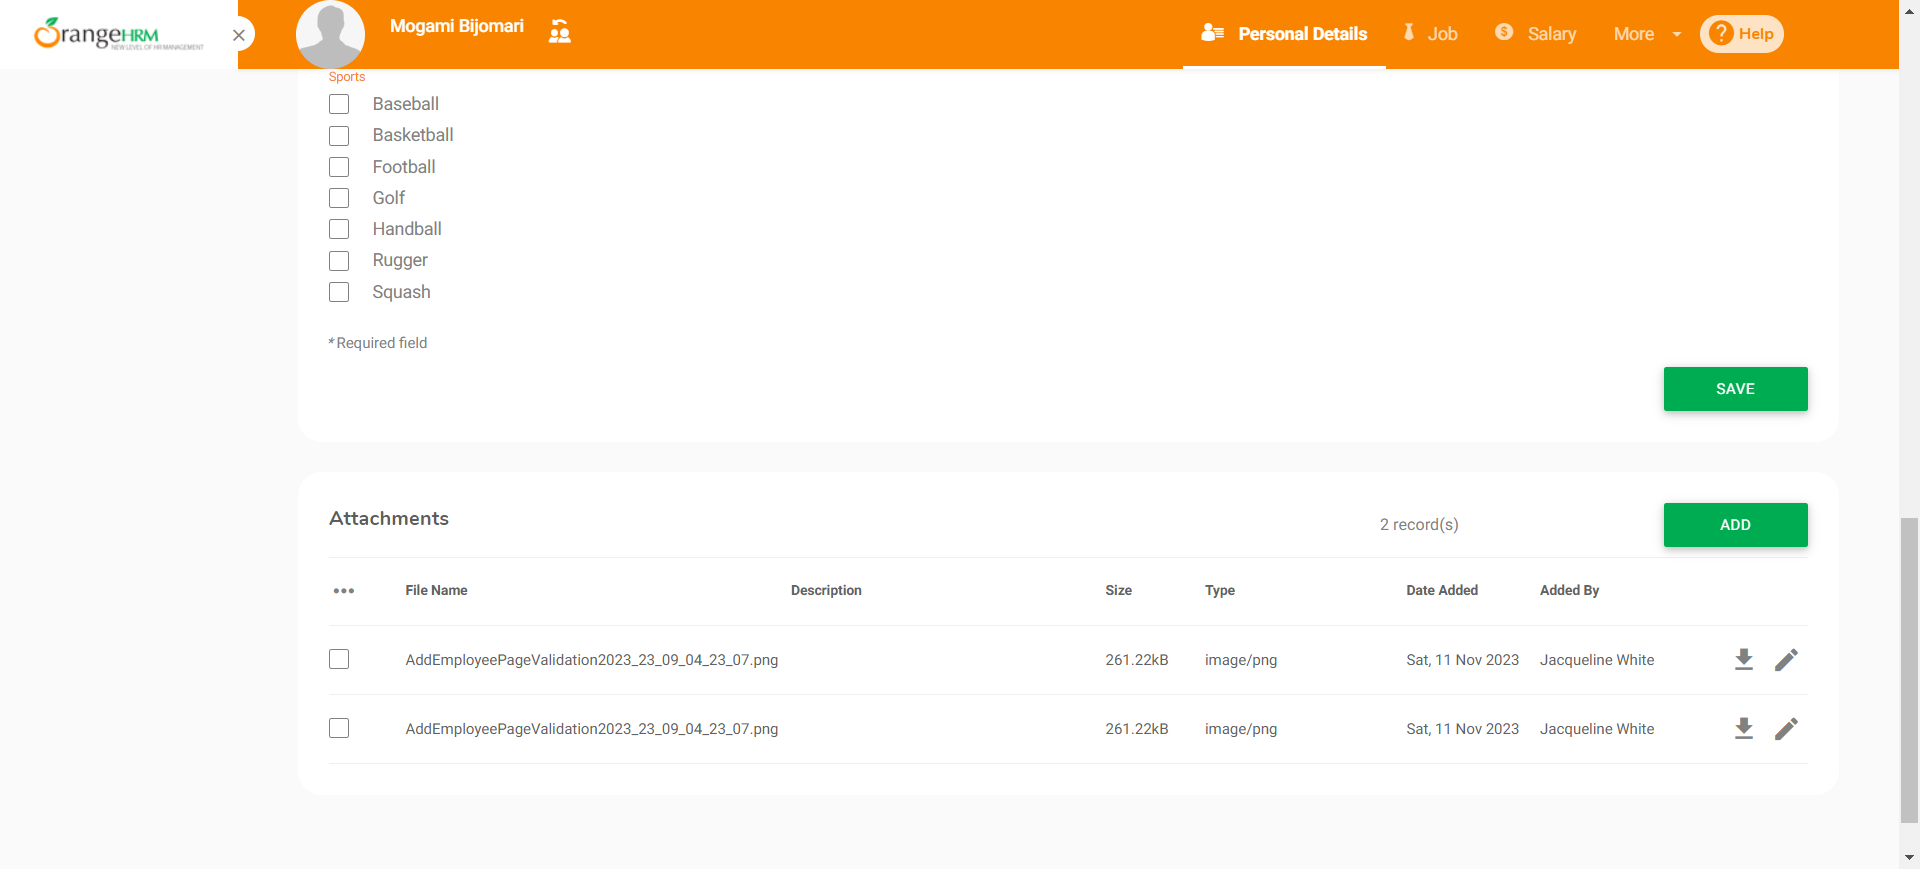 OrangeHRM
NEW LEVEL OF HR MANAGEMENT
Mogami Bijomari
Personal Details
Job
Salary
More
? Help
Sports
Baseball
Basketball
Football
Golf
Handball
Rugger
Squash
* Required field
SAVE
Attachments
2 record(s)
ADD
File Name Description Size Type Date Added Added By
AddEmployeePageValidation2023_23_09_04_23_07.png 261.22kB image/png Sat, 11 Nov 2023 Jacqueline White
AddEmployeePageValidation2023_23_09_04_23_07.png 261.22kB image/png Sat, 11 Nov 2023 Jacqueline White